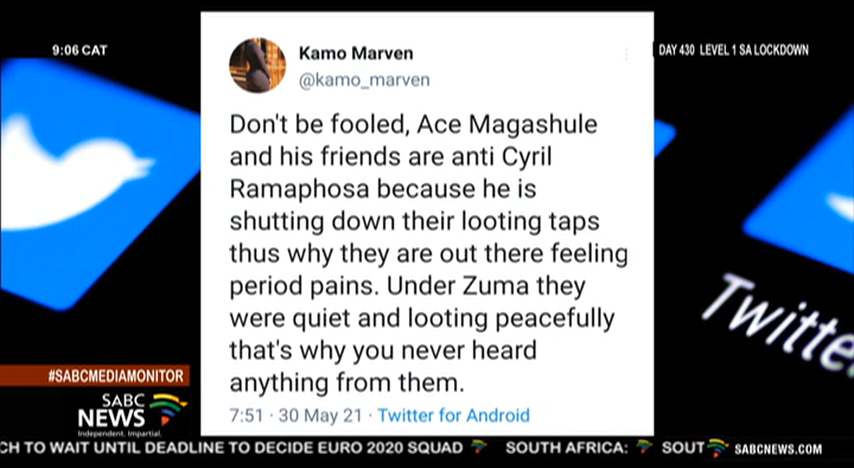 9:06 CAT
DAY 430 LEVEL 1 SA LOCKDOWN
Kamo Marven
@kamo_marven
Don't be fooled, Ace Magashule
and his friends are anti Cyril
Ramaphosa because he is
shutting down their looting taps
thus why they are out there feeling
period pains. Under Zuma they
were quiet and looting peacefully
that's why you never heard
anything from them.
7:51 · 30 May 21 · Twitter for Android
Twitte
#SABCMEDIAMONITOR
SABC
NEWS
Independent. Impartial.
CH TO WAIT UNTIL DEADLINE TO DECIDE EURO 2020 SQUAD SOUTH AFRICA: SOUT SABCNEWS.COM